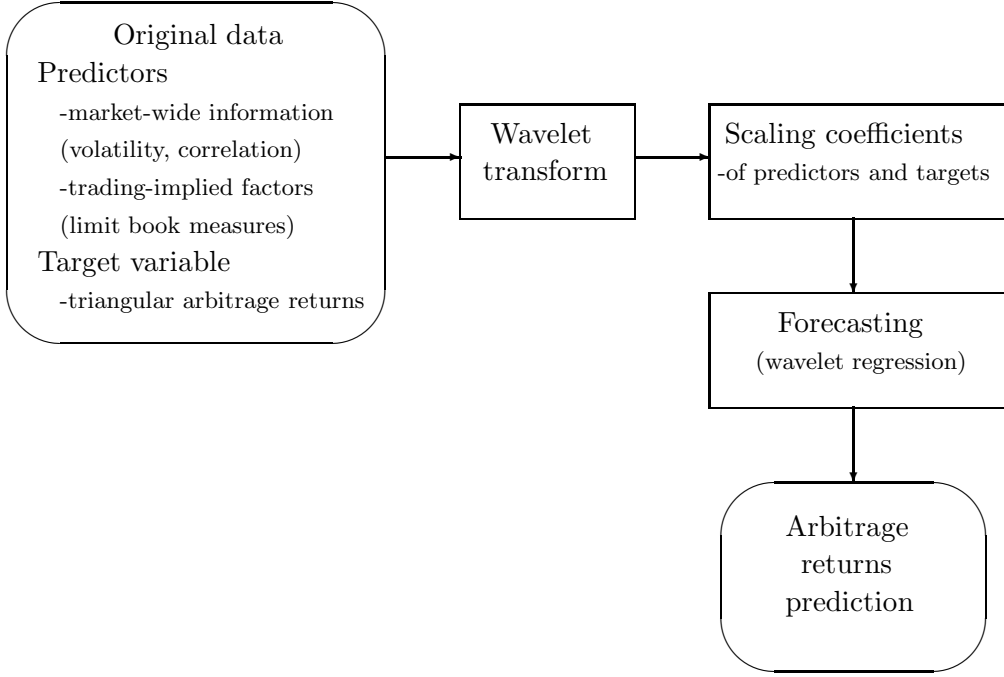 Original data
Predictors
-market-wide information
(volatility, correlation)
-trading-implied factors
(limit book measures)
Target variable
-triangular arbitrage returns
Wavelet
transform
Scaling coefficients
-of predictors and targets
Forecasting
(wavelet regression)
Arbitrage
returns
prediction